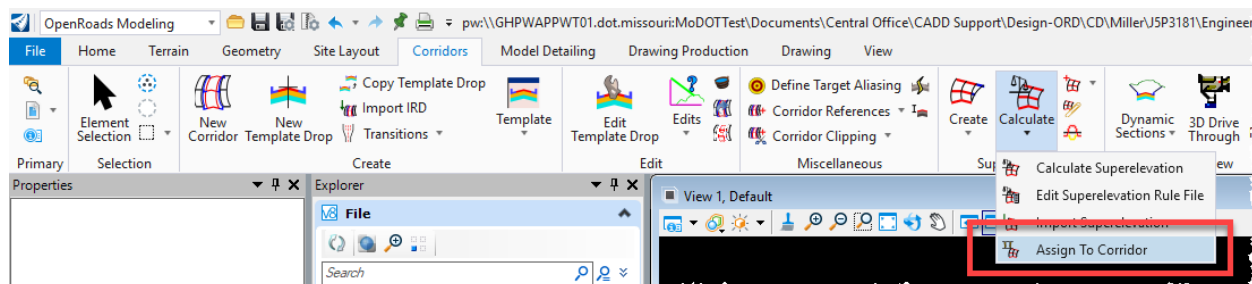 OpenRoads Modeling pw:\\GHPWAPPWT01.dot.missouri:MoDOTTest\Documents\Central Office\CADD Support\Design-ORD\CD\Miller\J5P3181\Engineer
File Home Terrain Geometry Site Layout Corridors Model Detailing Drawing Production Drawing View
Element Selection
New Corridor
New Template Drop
Copy Template Drop
Import IRD
Transitions
Template
Edit Template Drop
Edits
Define Target Aliasing
Corridor References
Corridor Clipping
Create
Calculate
Dynamic Sections
3D Drive Through
Primary Selection Create Edit Miscellaneous Su ew
Calculate Superelevation
Edit Superelevation Rule File
Import Superelevation
Assign To Corridor
Properties
Explorer
File
Search
View 1, Default